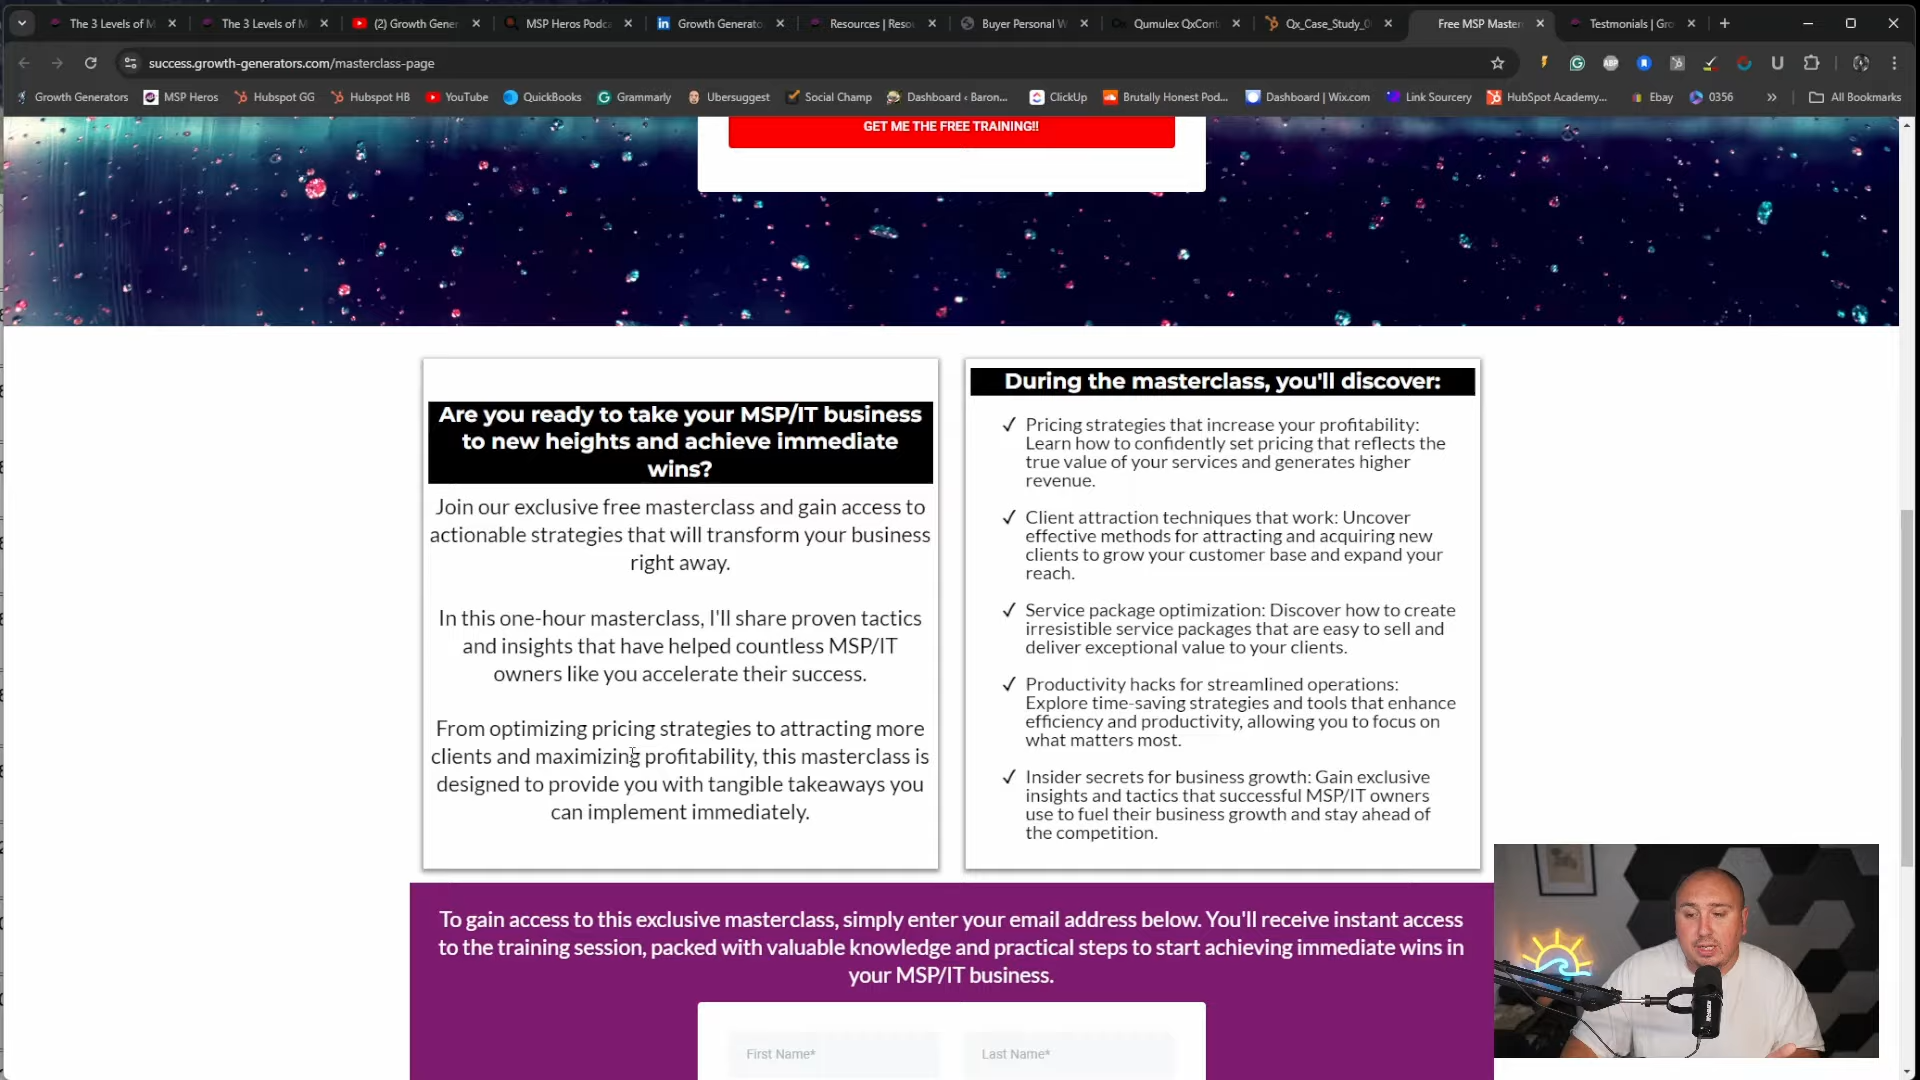 The 3 Levels of M
The 3 Levels of M
(2) Growth Gene
MSP Heros Podca
Growth Generato
Resources | Reso
Buyer Personal W
Qumulex QxCont
Qx_Case_Study_0
Free MSP Master
Testmonials | Gro
success.growth-generators.com/masterclass-page
Growth Generators
MSP Heros
Hubspot GG
Hubspot HB
YouTube
QuickBooks
Grammarly
Ubersuggest
Social Champ
Dashboard ‹ Baron...
ClickUp
Brutally Honest Pod...
Dashboard | Wix.com
Link Sourcery
HubSpot Academy...
Ebay
0356
All Bookmarks
GET ME THE FREE TRAINING!!
Are you ready to take your MSP/IT business
to new heights and achieve immediate
wins?
Join our exclusive free masterclass and gain access to
actionable strategies that will transform your business
right away.
In this one-hour masterclass, I'll share proven tactics
and insights that have helped countless MSP/IT
owners like you accelerate their success.
From optimizing pricing strategies to attracting more
clients and maximizing profitability, this masterclass is
designed to provide you with tangible takeaways you
can implement immediately.
During the masterclass, you'll discover:
✓ Pricing strategies that increase your profitability:
Learn how to confidently set pricing that reflects the
true value of your services and generates higher
revenue.
✓ Client attraction techniques that work: Uncover
effective methods for attracting and acquiring new
clients to grow your customer base and expand your
reach.
✓ Service package optimization: Discover how to create
irresistible service packages that are easy to sell and
deliver exceptional value to your clients.
✓ Productivity hacks for streamlined operations:
Explore time-saving strategies and tools that enhance
efficiency and productivity, allowing you to focus on
what matters most.
✓ Insider secrets for business growth: Gain exclusive
insights and tactics that successful MSP/IT owners
use to fuel their business growth and stay ahead of
the competition.
To gain access to this exclusive masterclass, simply enter your email address below. You'll receive instant access
to the training session, packed with valuable knowledge and practical steps to start achieving immediate wins in
your MSP/IT business.
First Name*
Last Name*